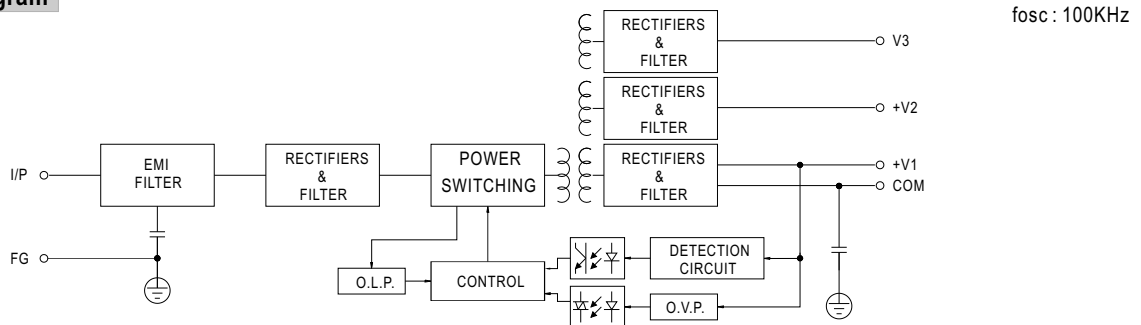 gram
fosc : 100KHz
RECTIFIERS
&
FILTER
V3
RECTIFIERS
&
FILTER
+V2
I/P
EMI
FILTER
RECTIFIERS
&
FILTER
POWER
SWITCHING
RECTIFIERS
&
FILTER
+V1
COM
FG
O.L.P.
CONTROL
DETECTION
CIRCUIT
O.V.P.